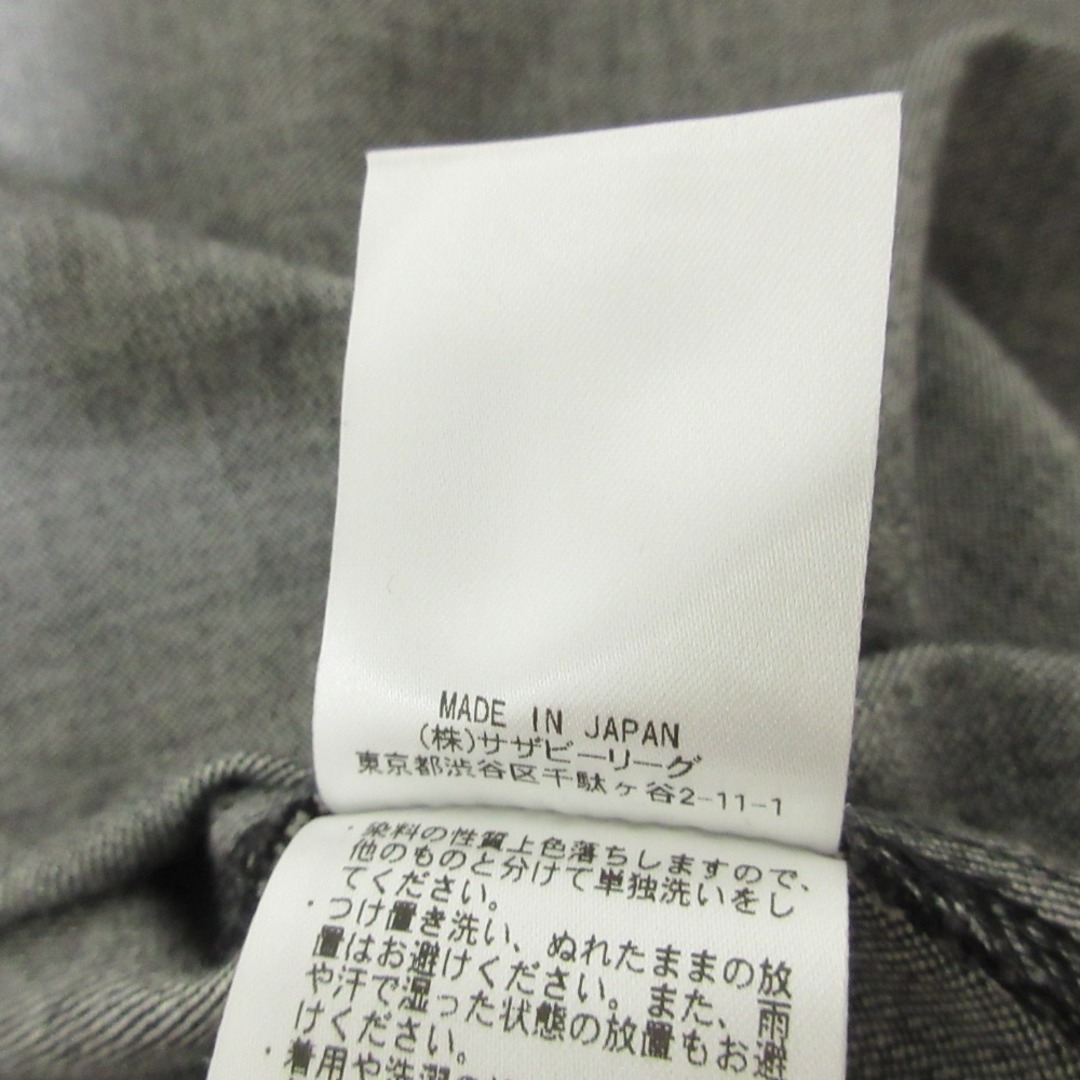 MADE IN JAPAN
(株)サザビーリーグ
東京都渋谷区千駄ヶ谷2-11-1
・染料の性質上色落ちしますので、
他のものと分けて単独洗いをし
てください。
・つけ置き洗い、ぬれたままの放
置はお避けください。また、雨
や汗で湿った状態の放置もお避
けください。
・着用や洗濯